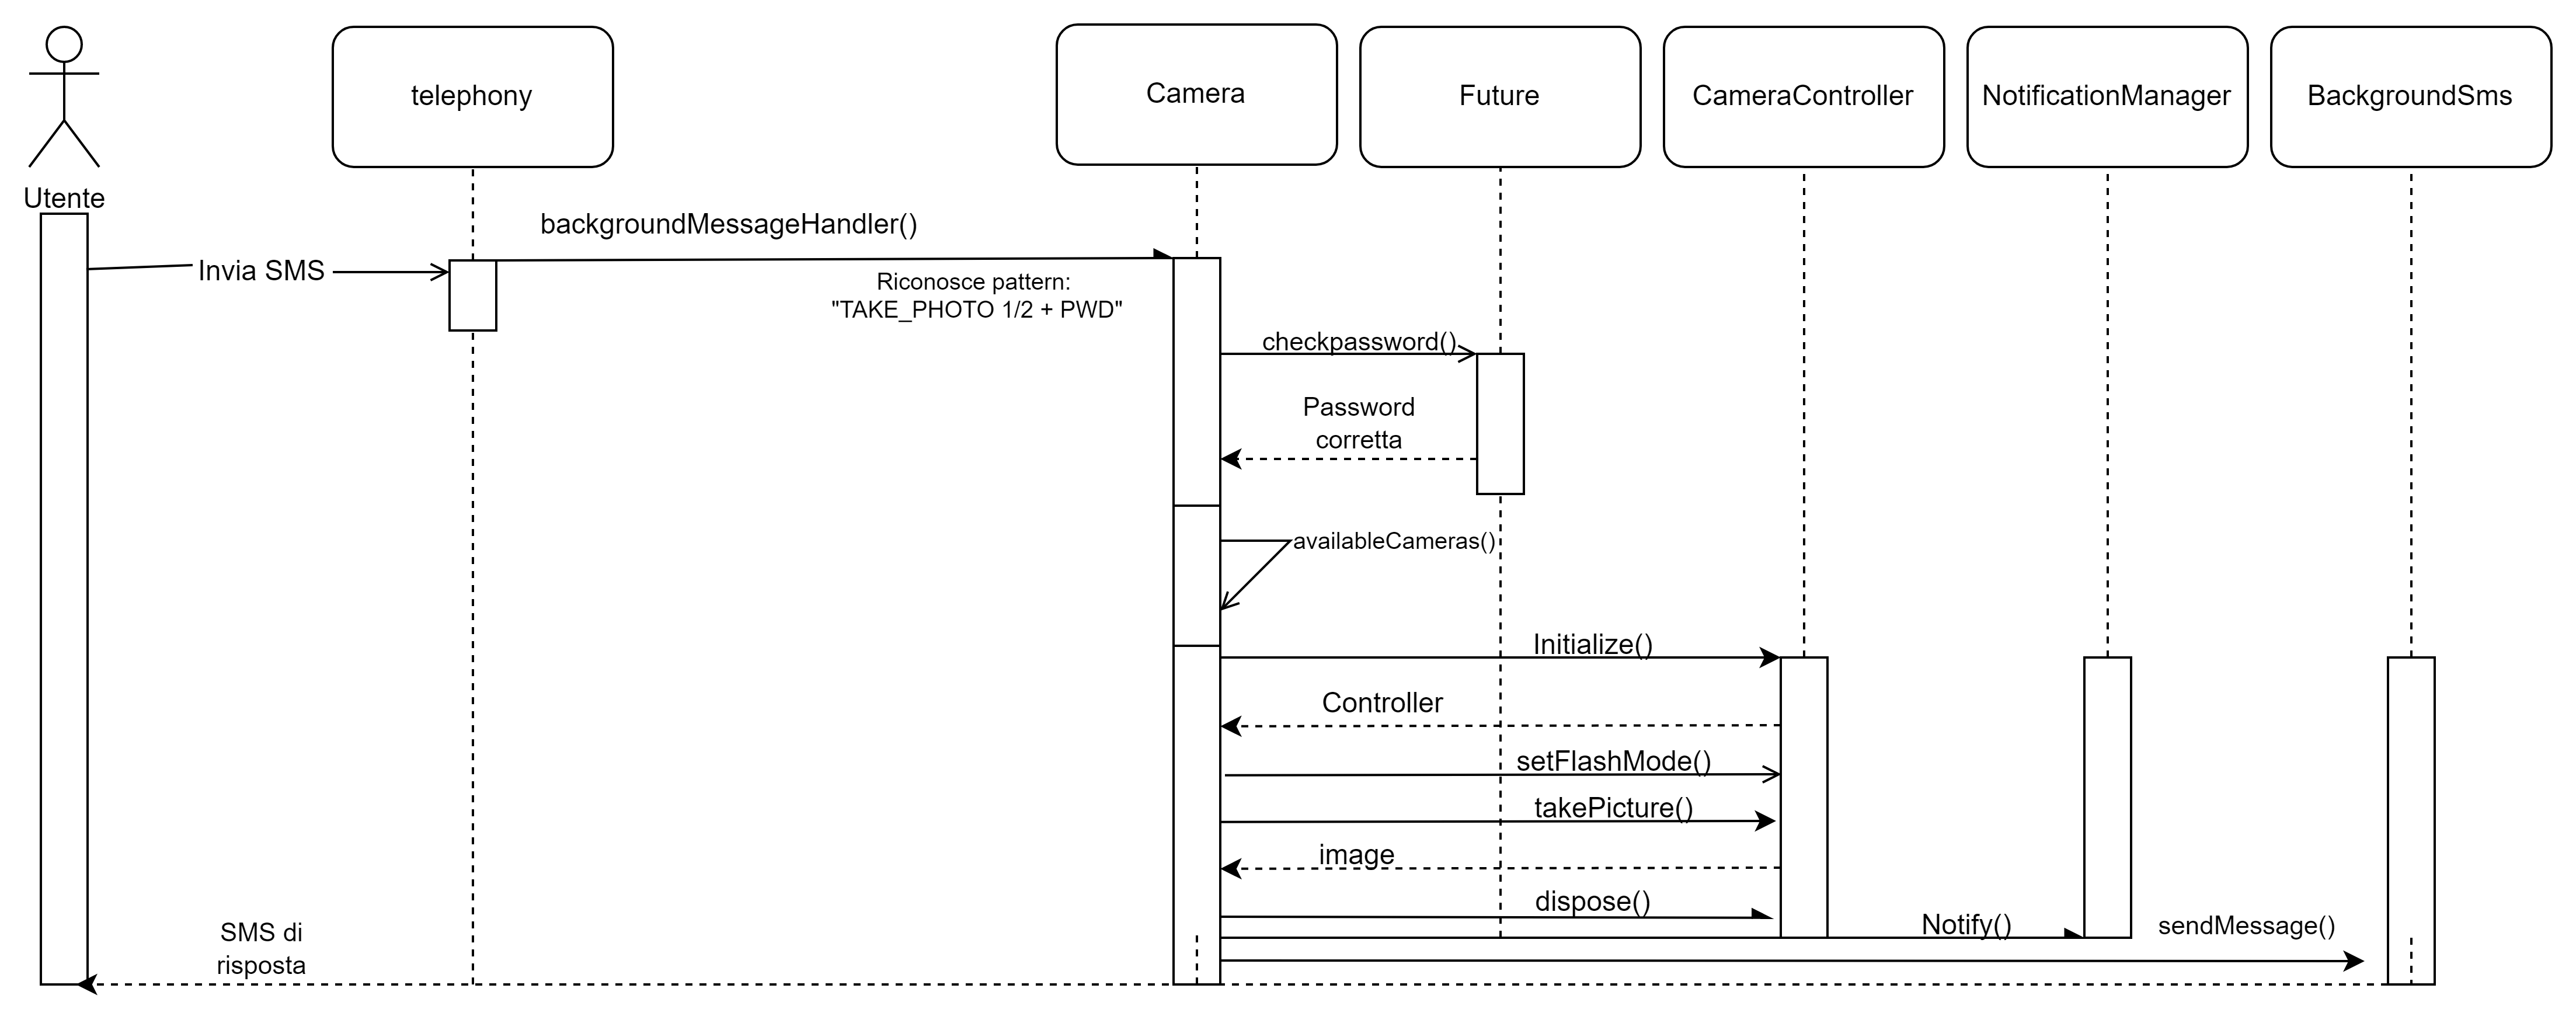 telephony
Camera
Future
CameraController
NotificationManager
BackgroundSms
Utente
backgroundMessageHandler()
Invia SMS
Riconosce pattern:
"TAKE_PHOTO 1/2 + PWD"
checkpassword()
Password
corretta
availableCameras()
Initialize()
Controller
setFlashMode()
takePicture()
image
dispose()
Notify()
sendMessage()
SMS di
risposta